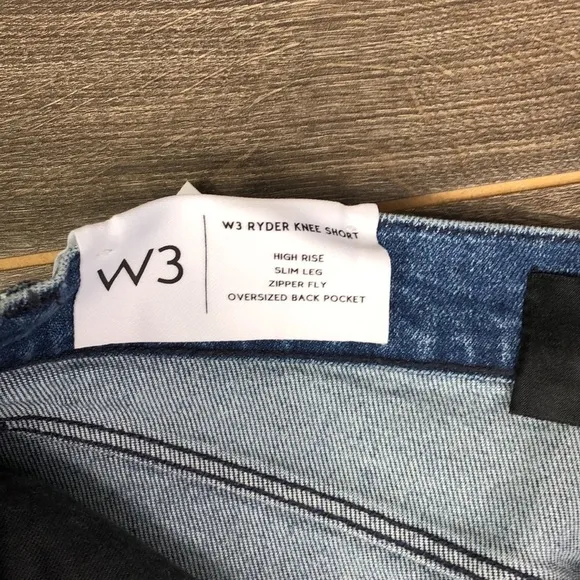 W3
W3 RYDER KNEE SHORT
HIGH RISE
SLIM LEG
ZIPPER FLY
OVERSIZED BACK POCKET